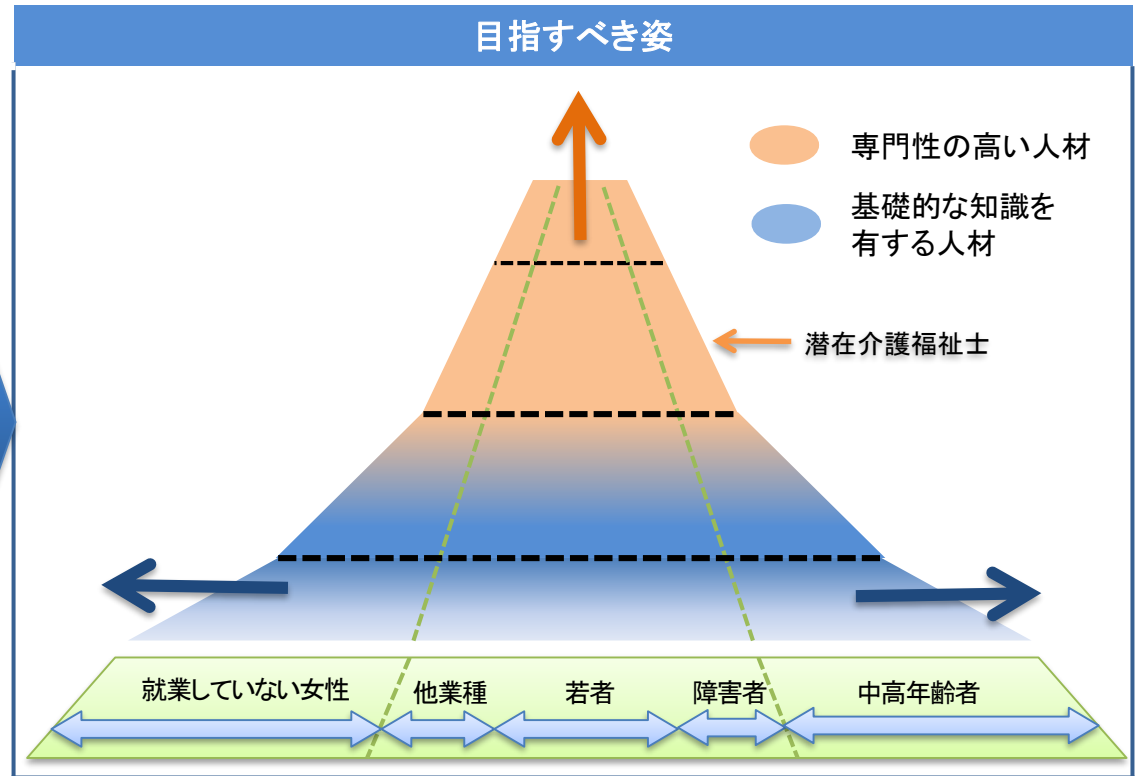 目指すべき姿
専門性の高い人材
基礎的な知識を
有する人材
潜在介護福祉士
就業していない女性
他業種
若者
障害者
中高年齢者